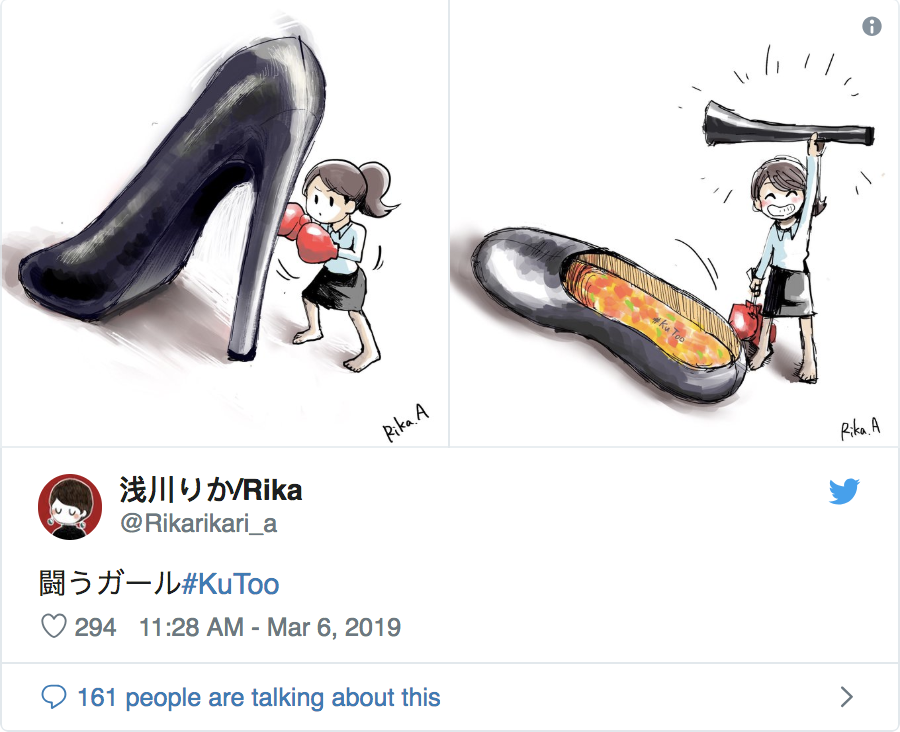 #KuToo
Rika.A
Rika.A
浅川りか/Rika
@Rikarikari_a
闘うガール#KuToo
294 11:28 AM - Mar 6, 2019
161 people are talking about this